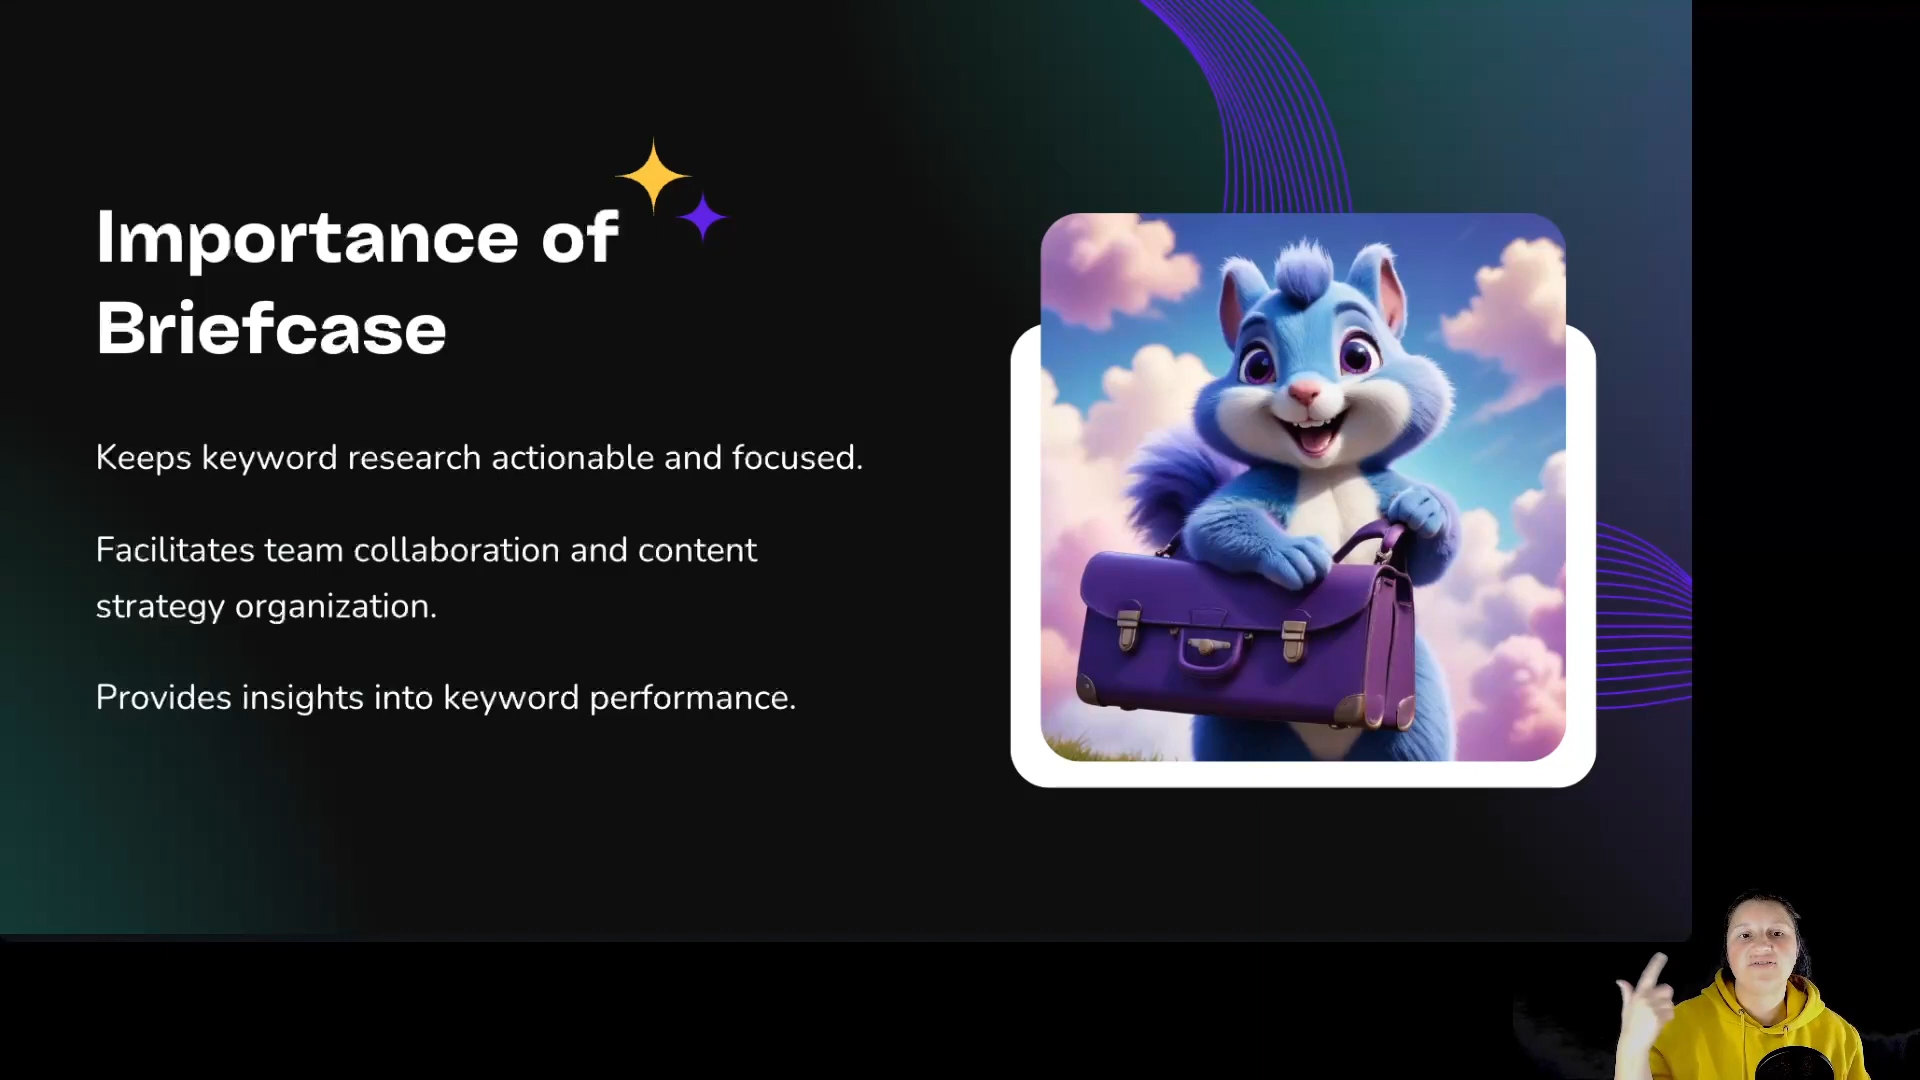 Importance of
Briefcase
Keeps keyword research actionable and focused.
Facilitates team collaboration and content
strategy organization.
Provides insights into keyword performance.